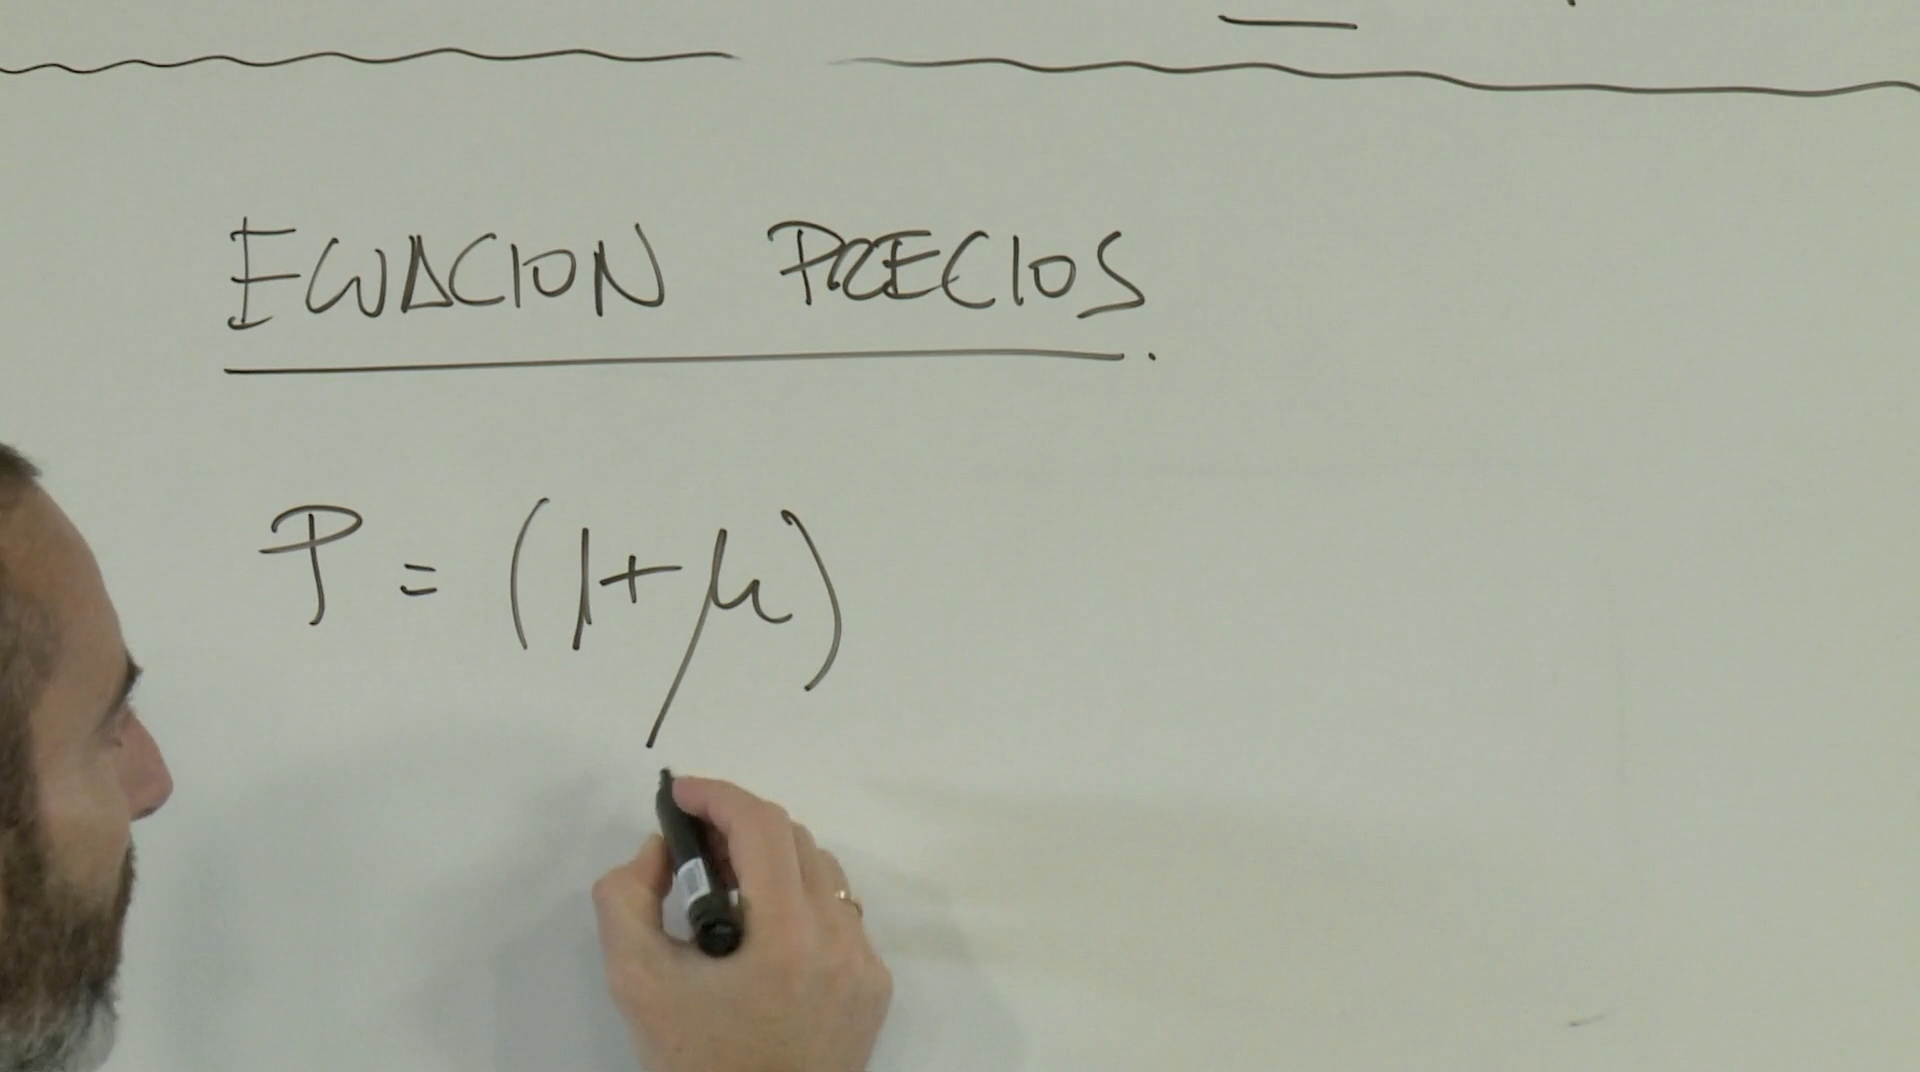 ECUACION PRECIOS.
P = (1+μ)